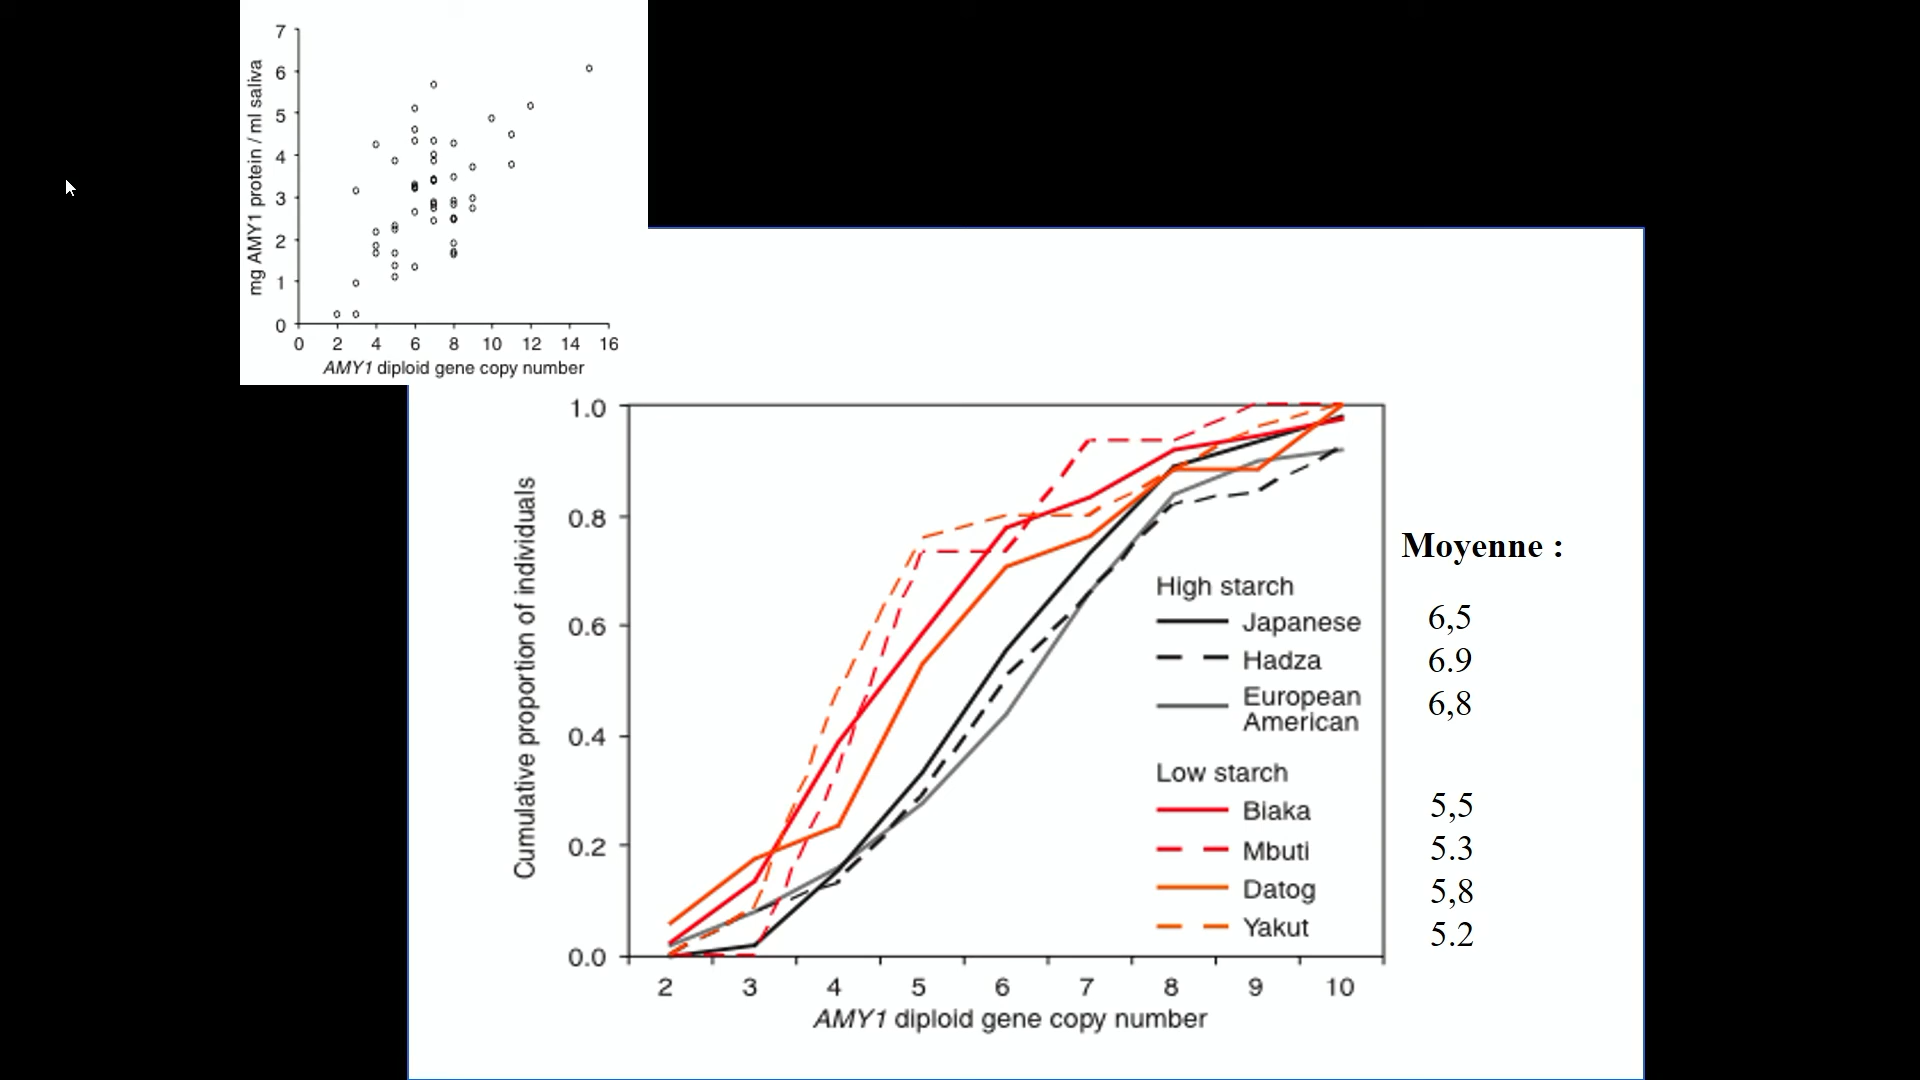 7
6
5
4
3
2
1
0
mg AMY1 protein / ml saliva
0 2 4 6 8 10 12 14 16
AMY1 diploid gene copy number
1.0
0.8
0.6
0.4
0.2
0.0
Cumulative proportion of individuals
2 3 4 5 6 7 8 9 10
AMY1 diploid gene copy number
High starch
Japanese
Hadza
European
American
Low starch
Biaka
Mbuti
Datog
Yakut
Moyenne :
6,5
6.9
6,8
5,5
5.3
5,8
5.2